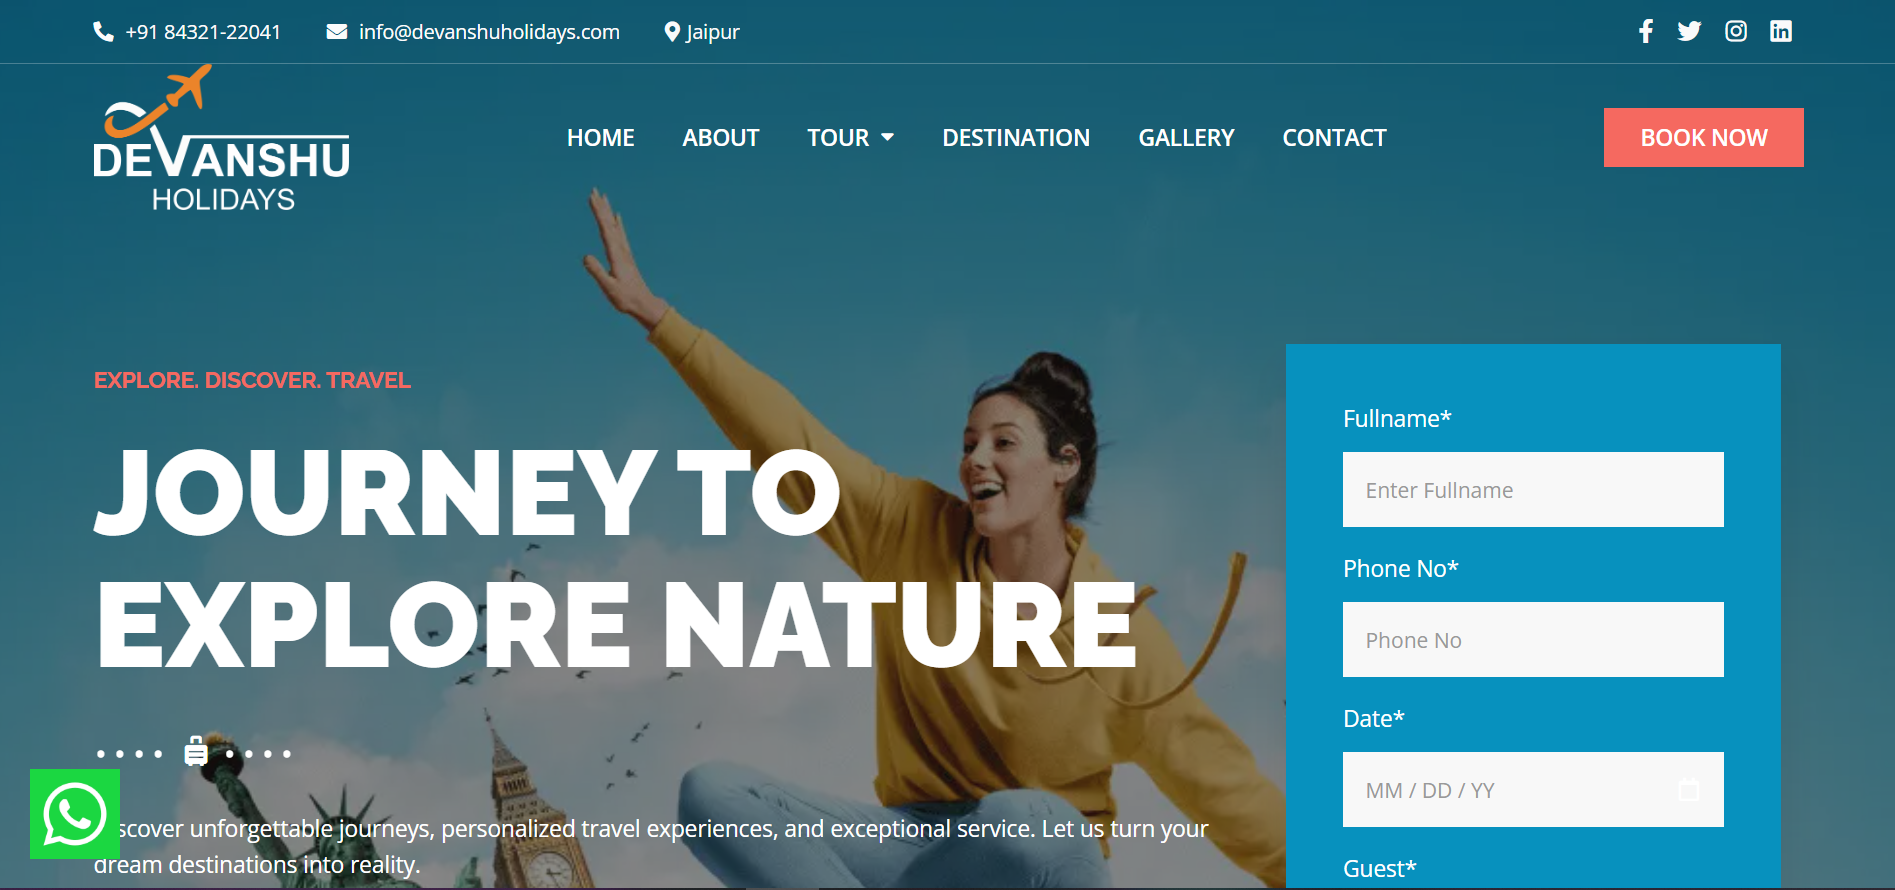 +91 84321-22041 info@devanshuholidays.com Jaipur
DEVANSHU
HOLIDAYS
HOME ABOUT TOUR DESTINATION GALLERY CONTACT BOOK NOW
EXPLORE. DISCOVER. TRAVEL
JOURNEY TO
EXPLORE NATURE
scover unforgettable journeys, personalized travel experiences, and exceptional service. Let us turn your
dream destinations into reality.
Fullname*
Enter Fullname
Phone No*
Phone No
Date*
MM / DD / YY
Guest*